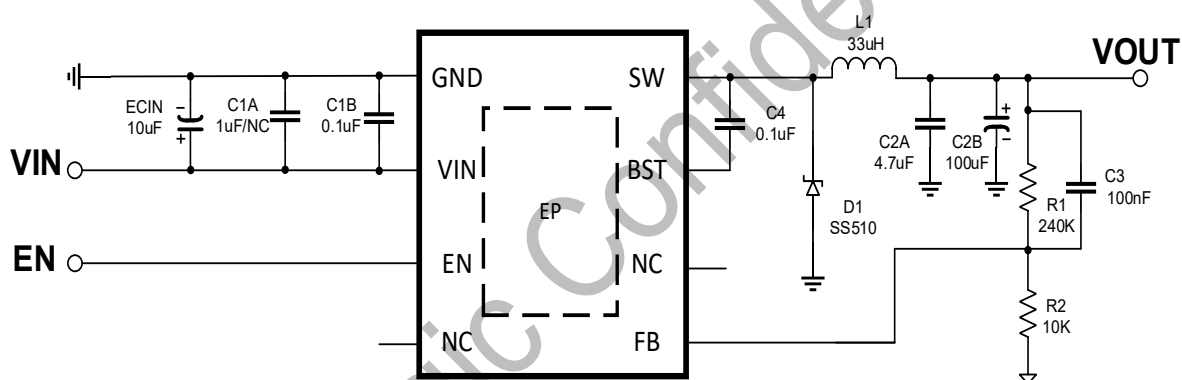 L1
33uH
VOUT
GND
SW
ECIN
10uF
C1A
1uF/NC
C1B
0.1uF
C4
0.1uF
C2A
4.7uF
C2B
100uF
VIN
VIN
BST
C3
100nF
EP
D1
SS510
R1
240K
EN
EN
NC
R2
10K
NC
FB